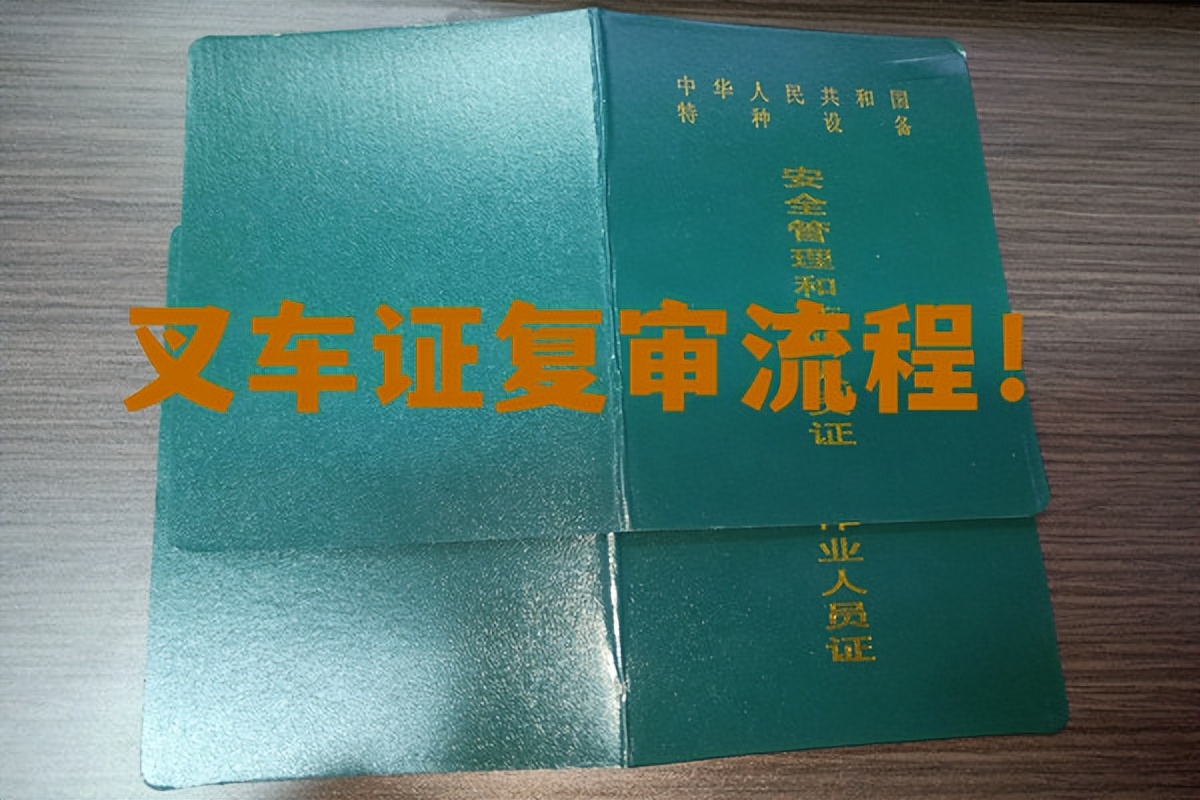 中华人民共和国
特种设备
安全管理和
叉车证复审流程！
员证
业人员证